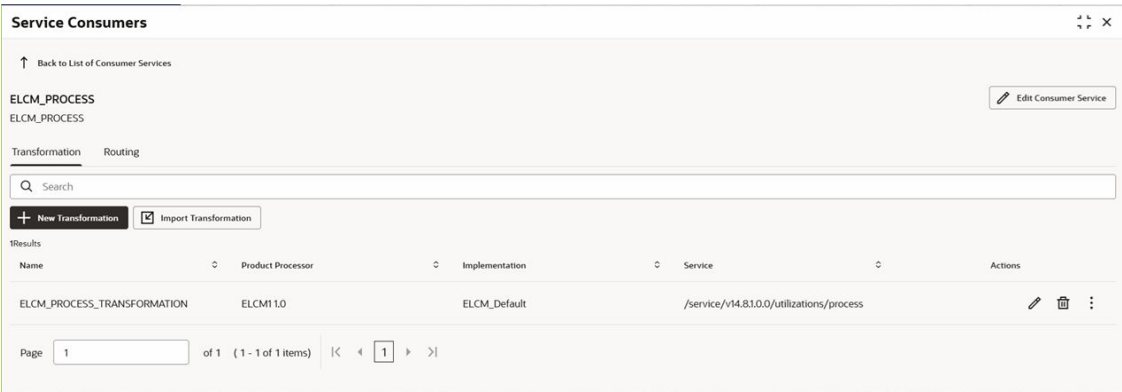 Service Consumers
Back to List of Consumer Services
ELCM_PROCESS
Edit Consumer Service
ELCM_PROCESS
Transformation Routing
Search
New Transformation Import Transformation
1Results
Name Product Processor Implementation Service Actions
ELCM_PROCESS_TRANSFORMATION ELCM1 1.0 ELCM_Default /service/v14.8.1.0.0/utilizations/process
Page 1 of 1 (1 - 1 of 1 items) 1